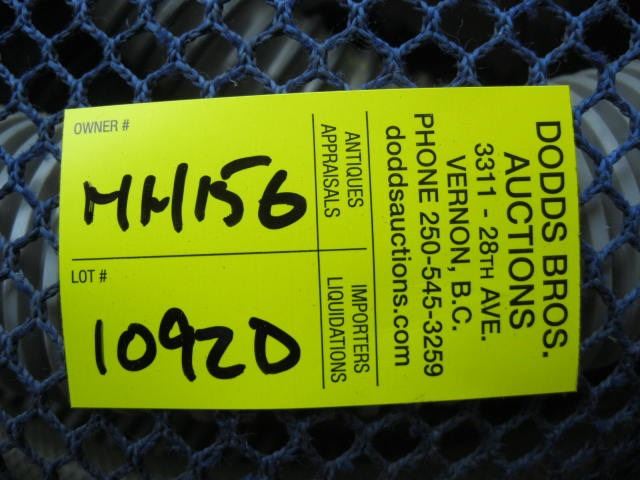 OWNER #
MH156
LOT #
1092D
ANTIQUES
APPRAISALS
IMPORTERS
LIQUIDATIONS
DODDS BROS.
AUCTIONS
3311 - 28TH AVE.
VERNON, B.C.
PHONE 250-545-3259
doddsauctions.com